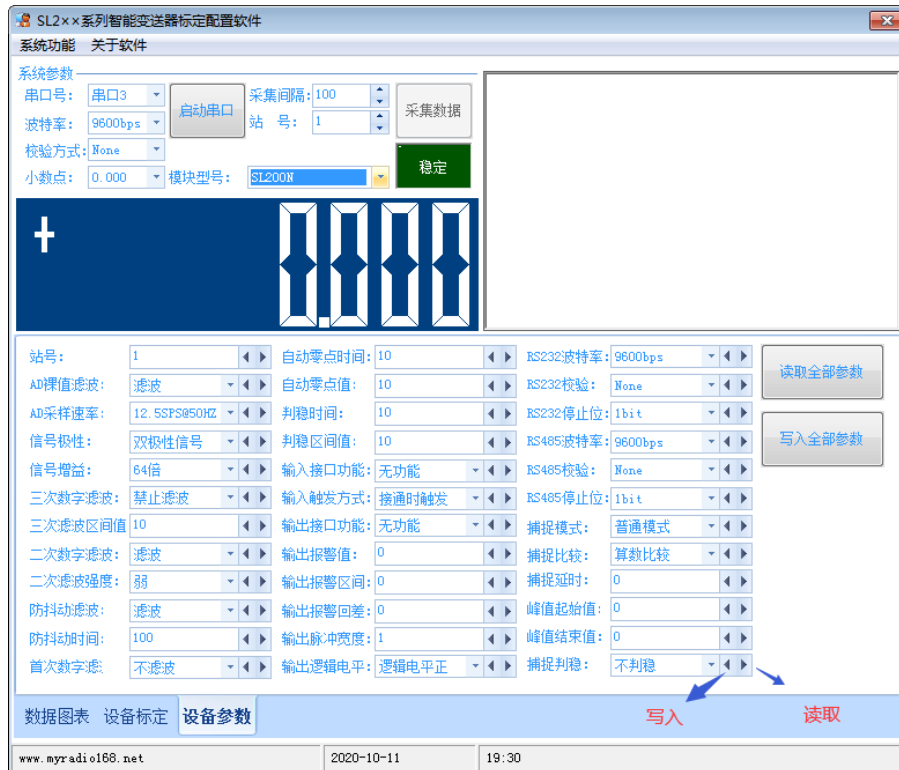 SL2××系列智能变送器标定配置软件
系统功能 关于软件
系统参数
串口号: 串口3 启动串口 采集间隔: 100 采集数据
波特率: 9600bps 站 号: 1
校验方式: None 稳定
小数点: 0.000 模块型号: SL200N
+ 0.000
站号: 1 自动零点时间: 10 RS232波特率: 9600bps 读取全部参数
AD裸值滤波: 滤波 自动零点值: 10 RS232校验: None
AD采样速率: 12.5SPS@50HZ 判稳时间: 10 RS232停止位: 1bit 写入全部参数
信号极性: 双极性信号 判稳区间值: 10 RS485波特率: 9600bps
信号增益: 64倍 输入接口功能: 无功能 RS485校验: None
三次数字滤波: 禁止滤波 输入触发方式: 接通时触发 RS485停止位: 1bit
三次滤波区间值 10 输出接口功能: 无功能 捕捉模式: 普通模式
二次数字滤波: 滤波 输出报警值: 0 捕捉比较: 算数比较
二次滤波强度: 弱 输出报警区间: 0 捕捉延时: 0
防抖动滤波: 滤波 输出报警回差: 0 峰值起始值: 0
防抖动时间: 100 输出脉冲宽度: 1 峰值结束值: 0
首次数字滤 不滤波 输出逻辑电平: 逻辑电平正 捕捉判稳: 不判稳
数据图表 设备标定 设备参数 写入 读取
www.myradio168.net 2020-10-11 19:30